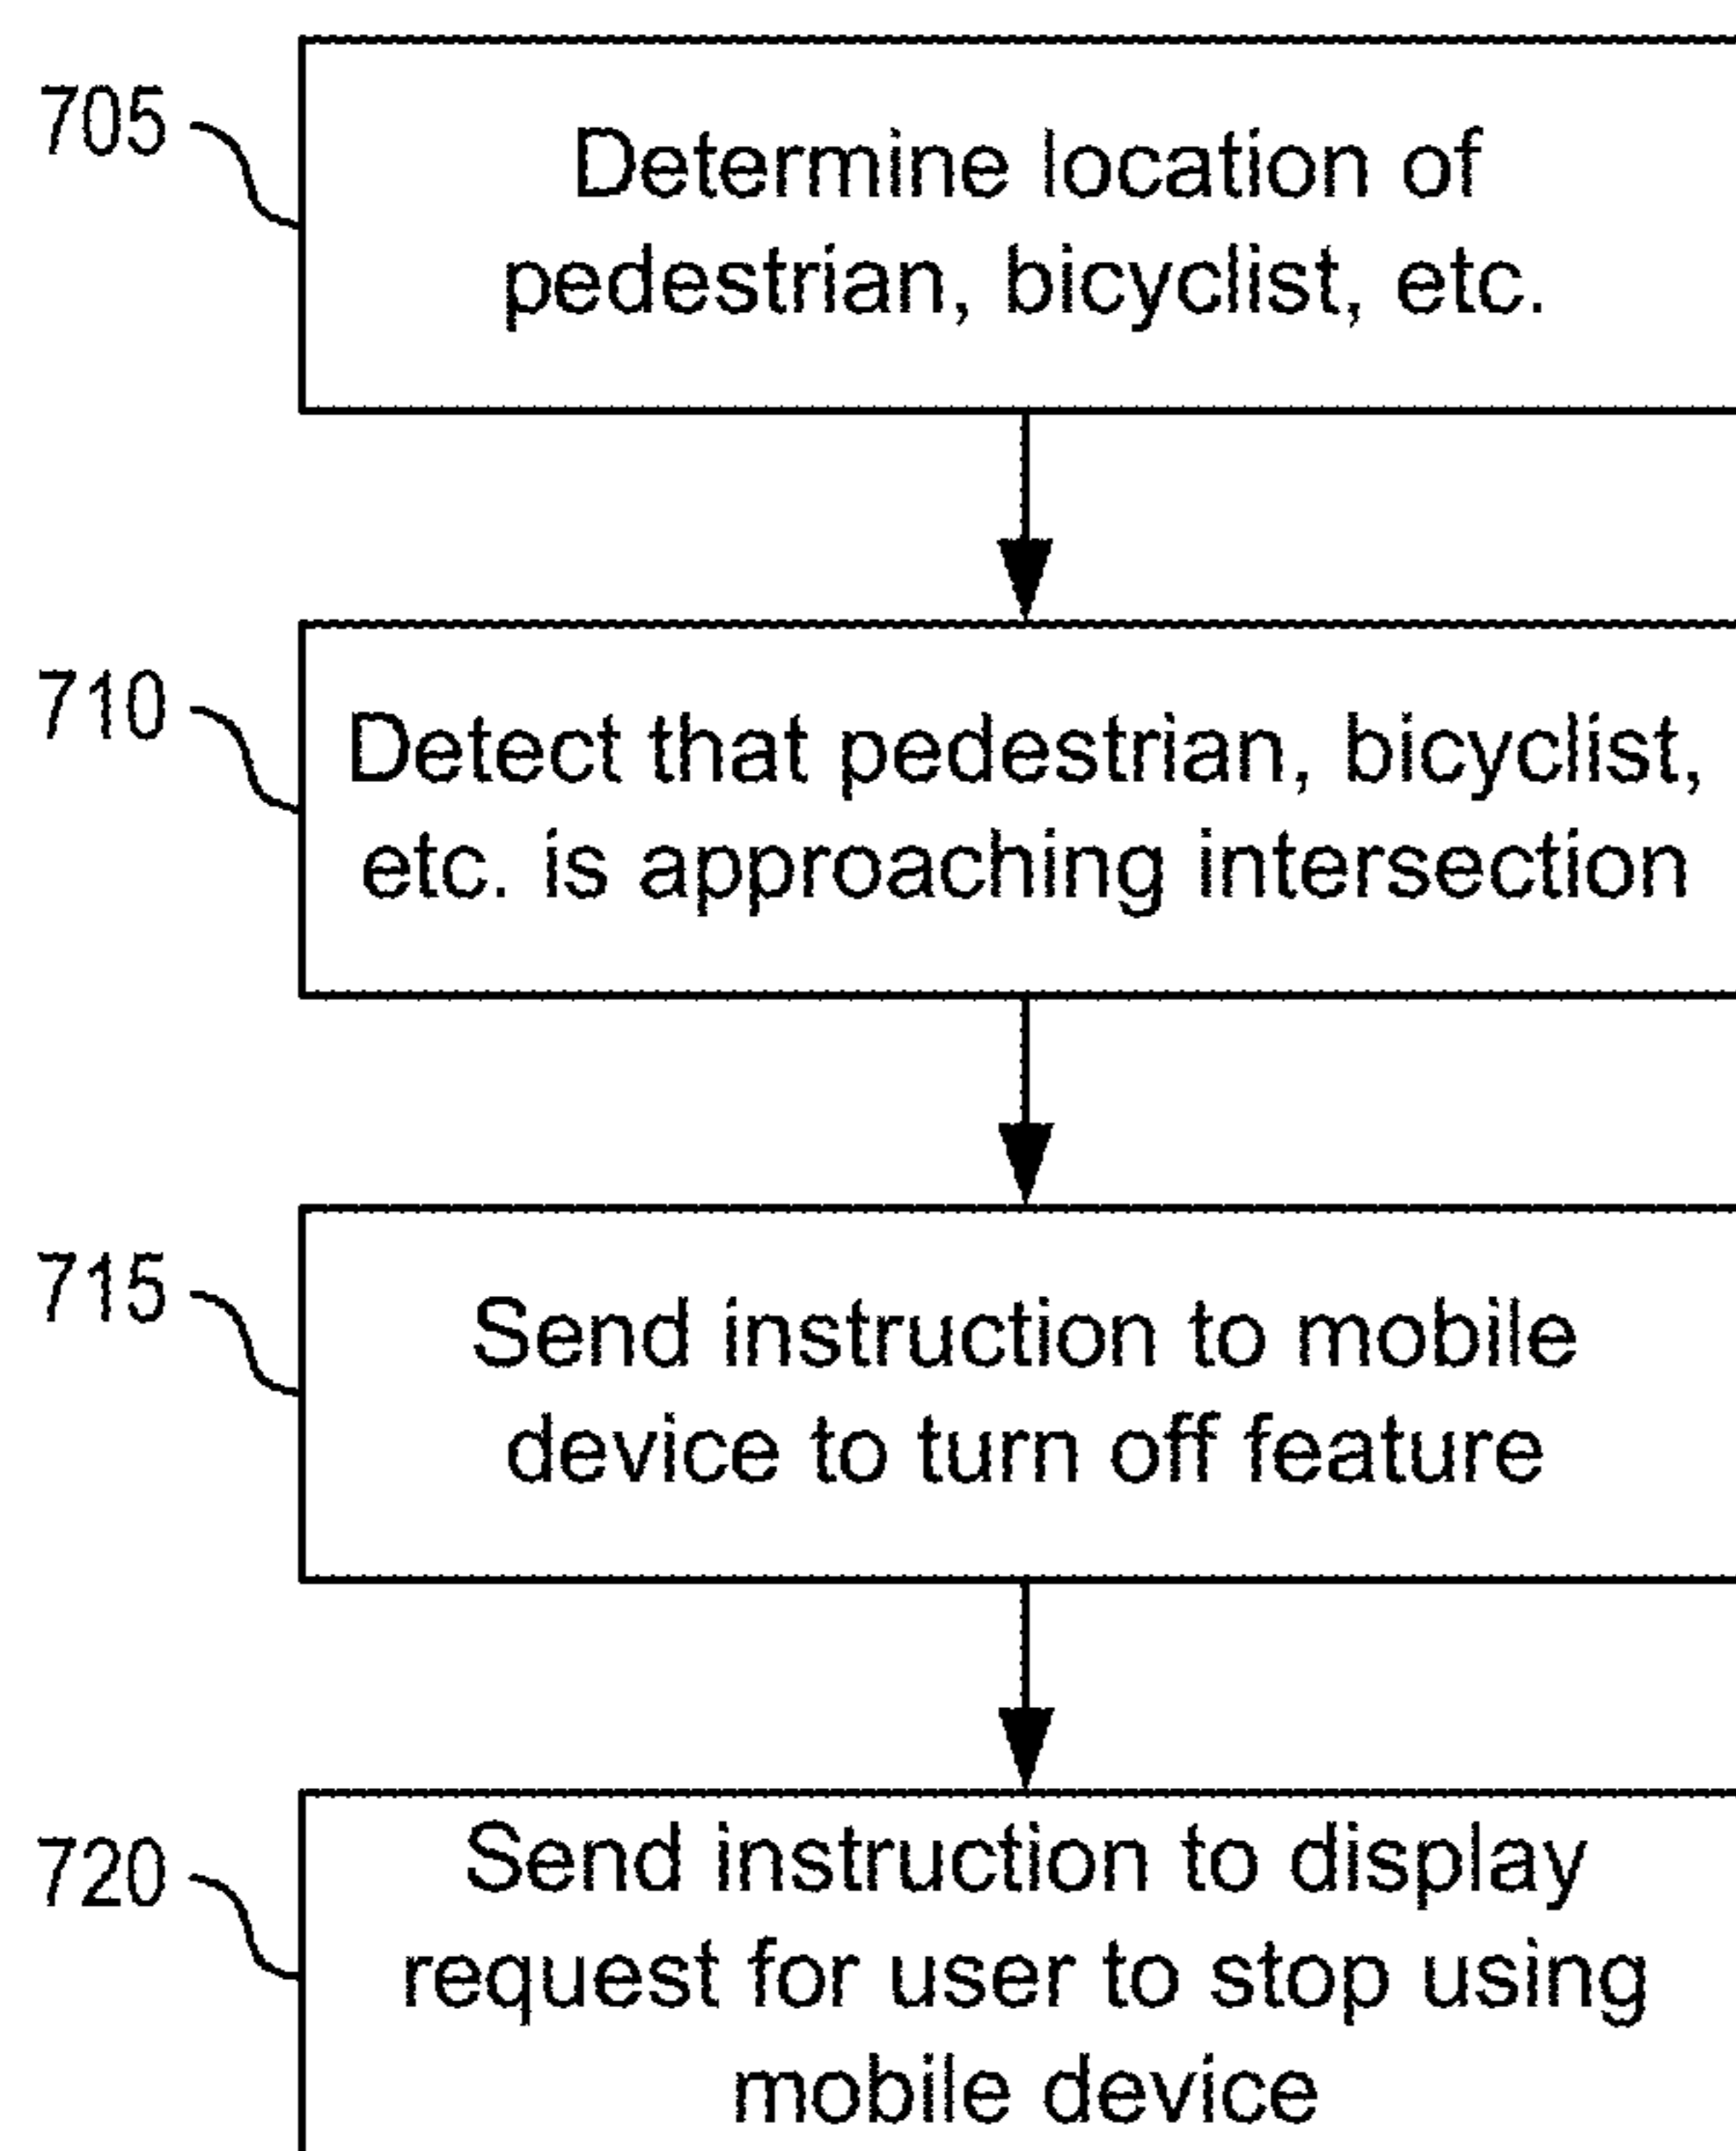 705
Determine location of
pedestrian, bicyclist, etc.
710
Detect that pedestrian, bicyclist,
etc. is approaching intersection
715
Send instruction to mobile
device to turn off feature
720
Send instruction to display
request for user to stop using
mobile device